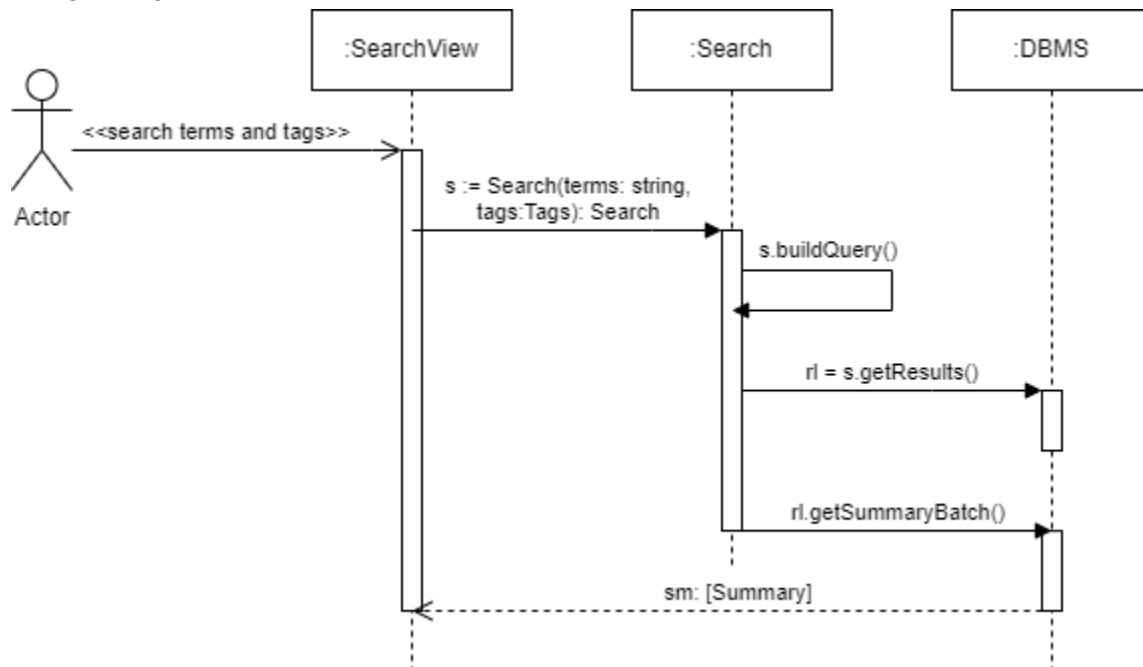 :SearchView
:Search
:DBMS
<<search terms and tags>>
Actor
s := Search(terms: string,
tags:Tags): Search
s.buildQuery()
rl = s.getResults()
rl.getSummaryBatch()
sm: [Summary]